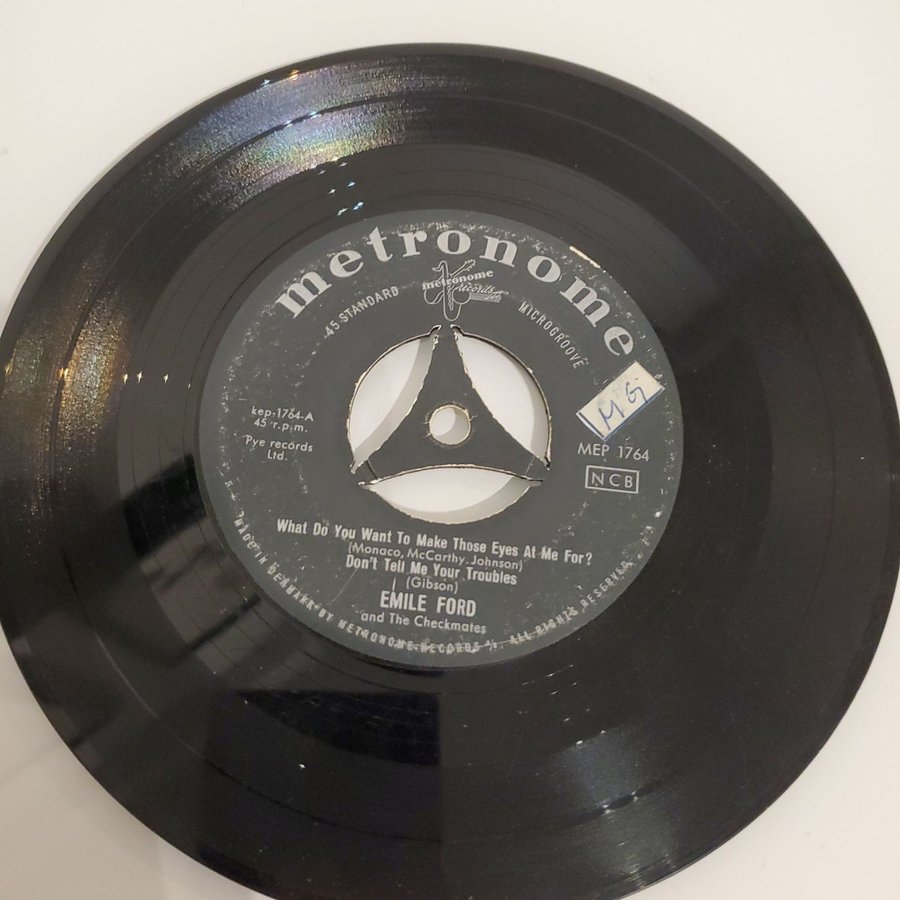 metronome
metronome
records
45 STANDARD
MICROGROOVE
MG
kep-1764-A
45 r.p.m.
Pye records
Ltd.
MEP 1764
NCB
What Do You Want To Make Those Eyes At Me For?
(Monaco, McCarthy, Johnson)
Don't Tell Me Your Troubles
(Gibson)
EMILE FORD
and The Checkmates
MADE IN DENMARK BY METRONOME RECORDS A/S. ALL RIGHTS RESERVED